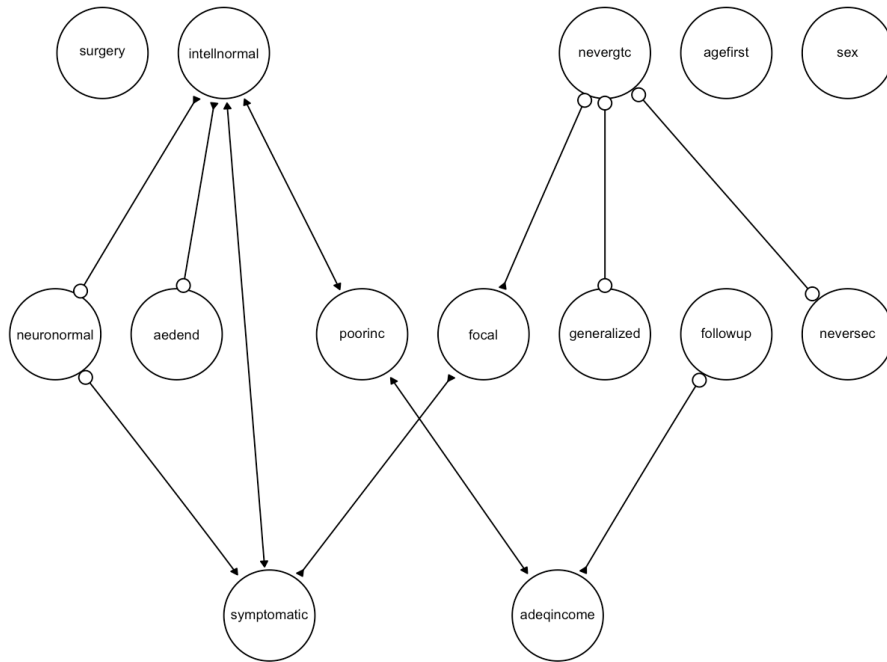 surgery
intellnormal
nevergtc
agefirst
sex
neuronormal
aedend
poorinc
focal
generalized
followup
neversec
symptomatic
adeqincome